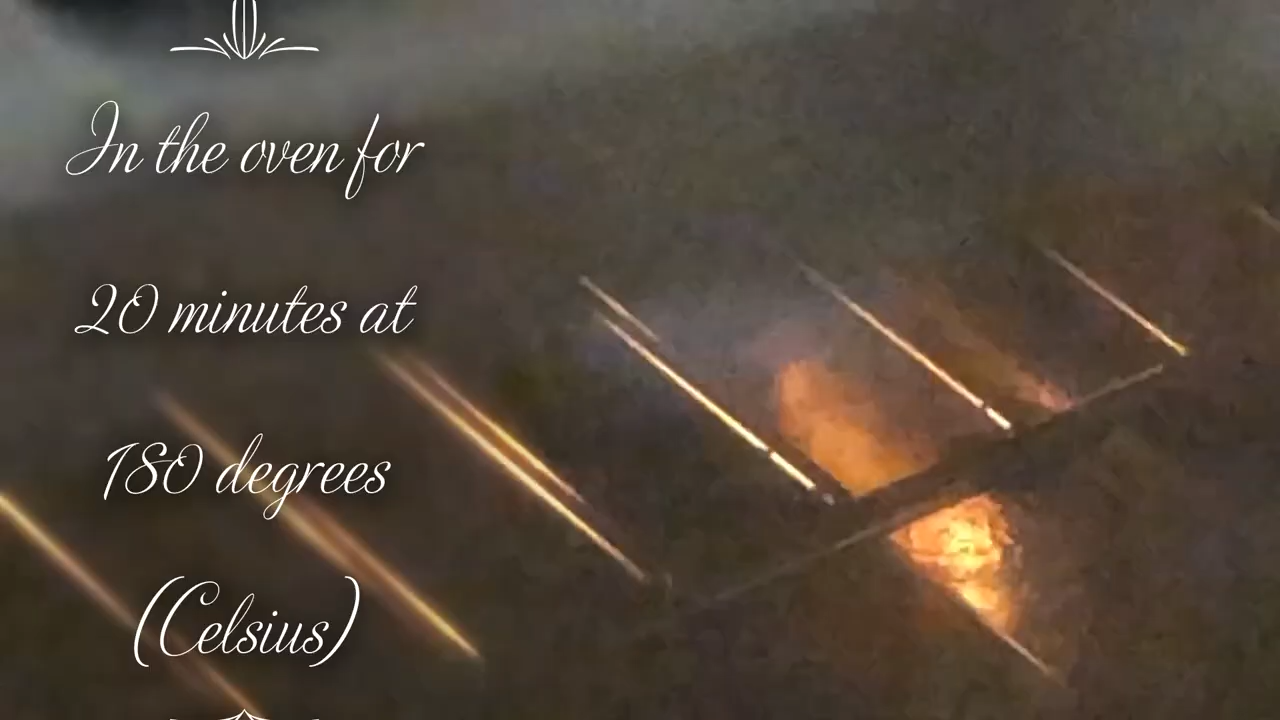 In the oven for
20 minutes at
180 degrees
(Celsius)